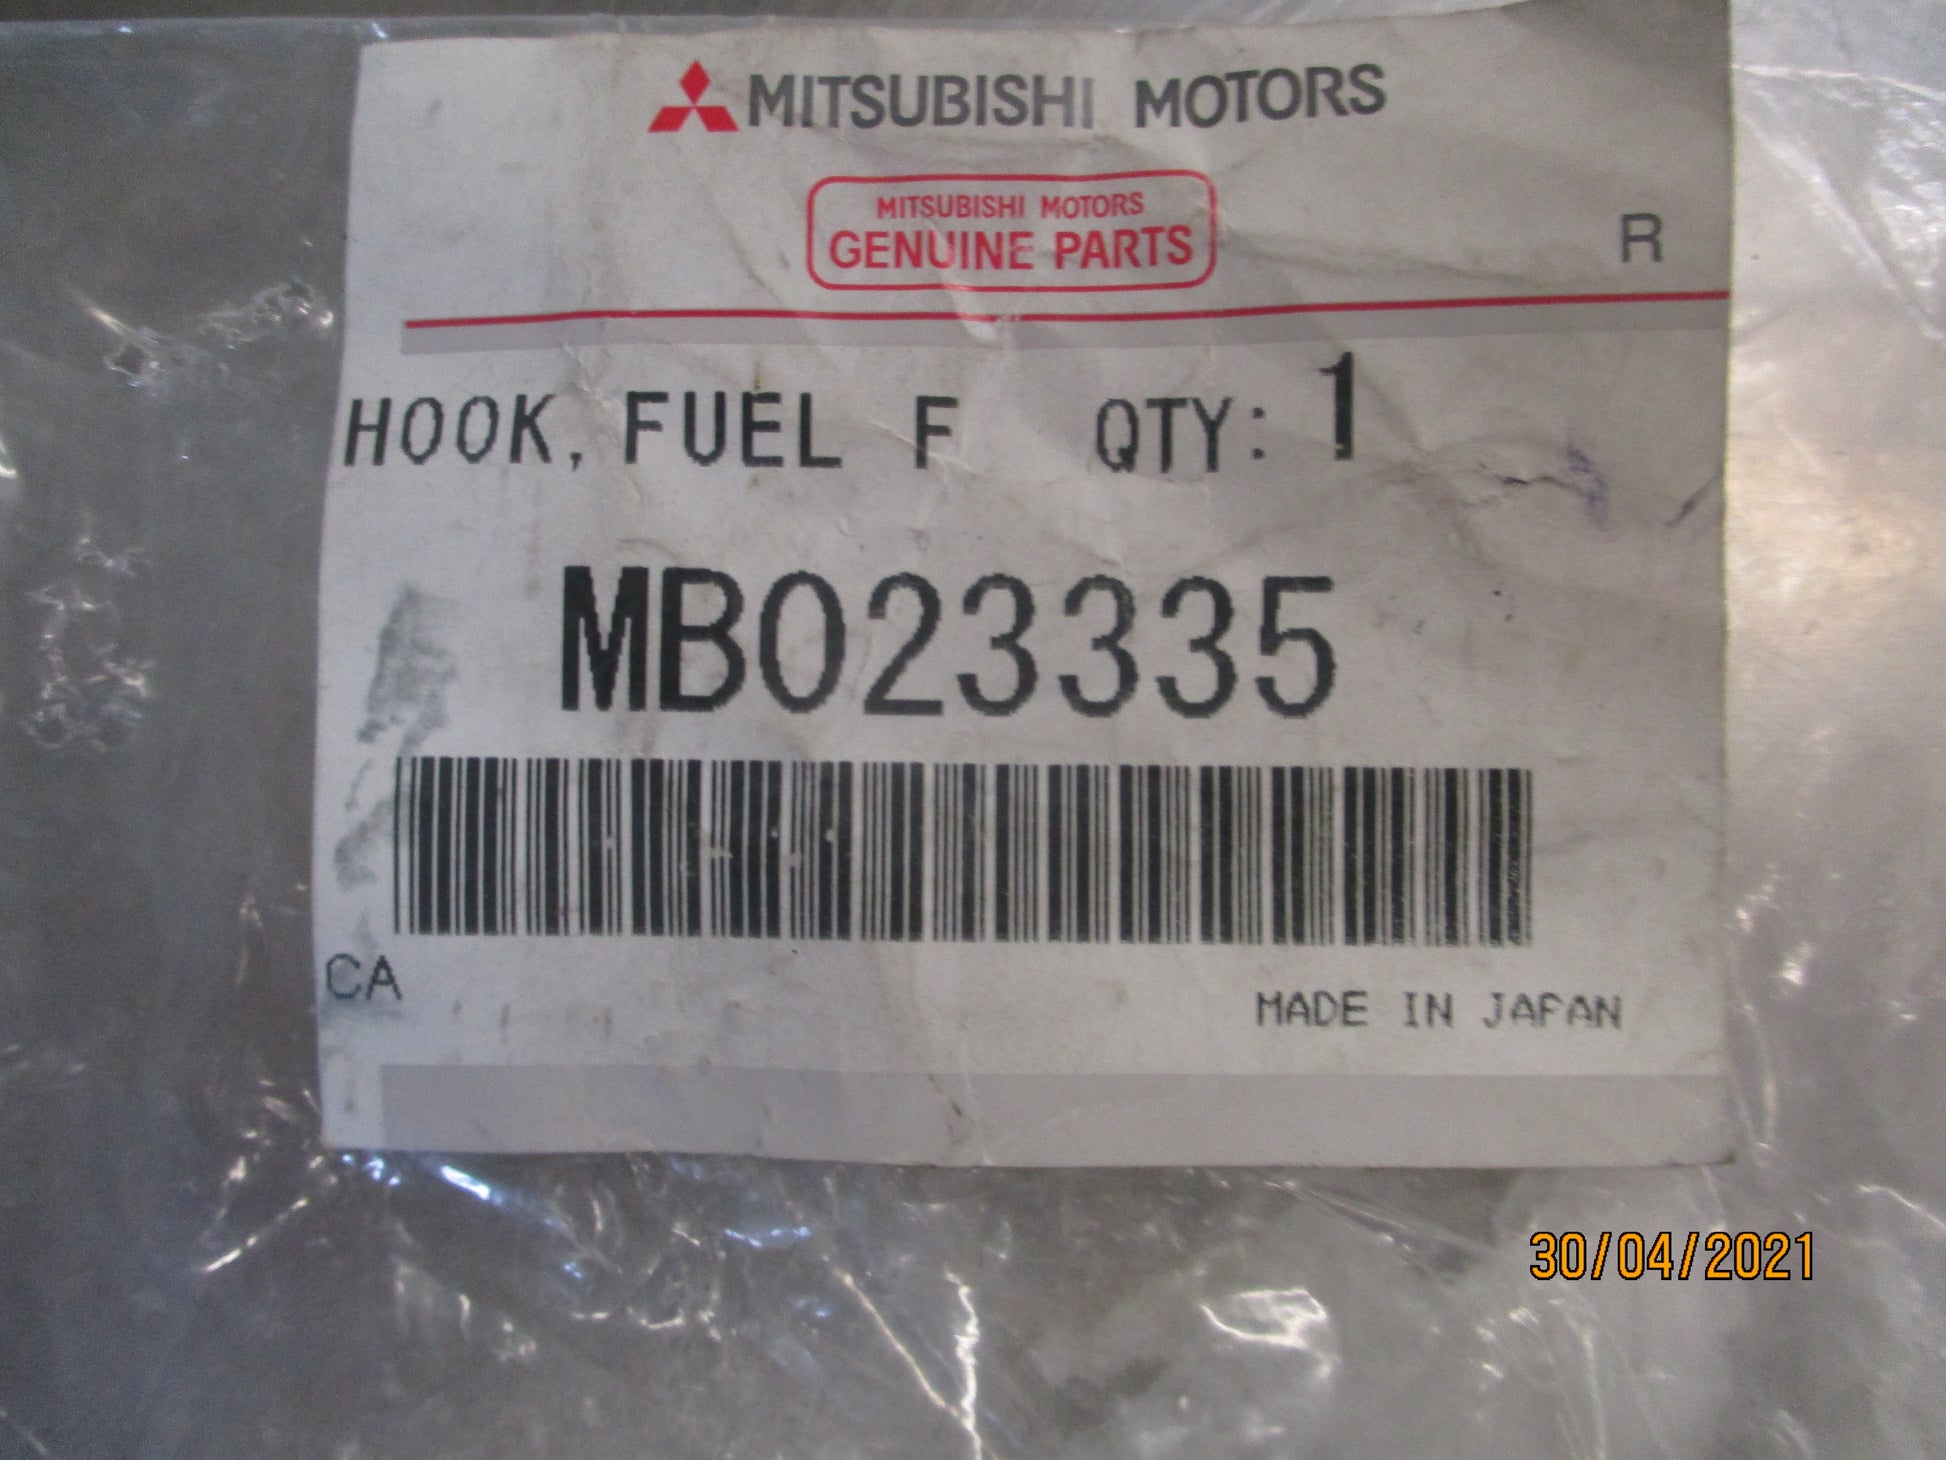 MITSUBISHI MOTORS
MITSUBISHI MOTORS
GENUINE PARTS
R
HOOK, FUEL F QTY: 1
MB023335
CA
MADE IN JAPAN
30/04/2021